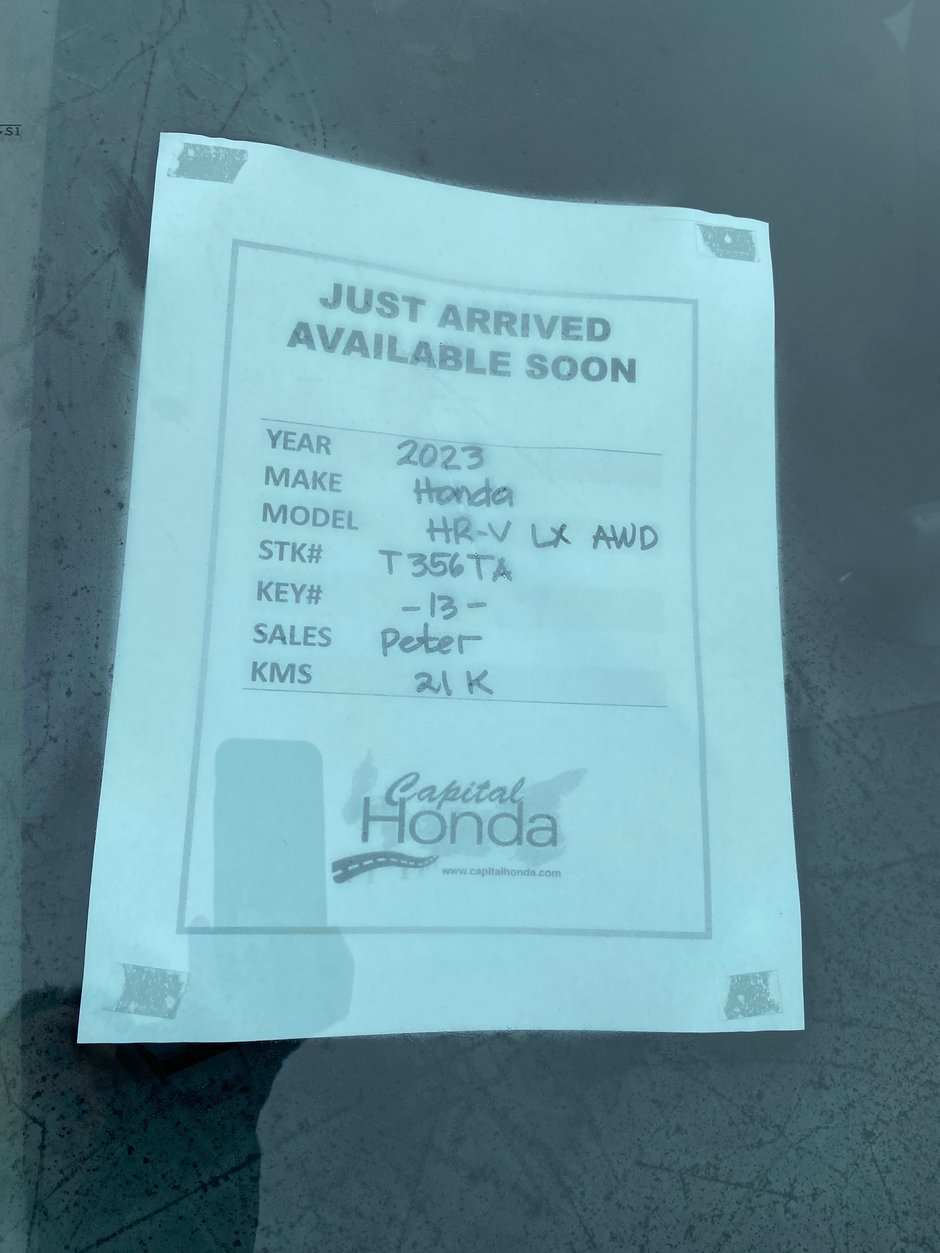 JUST ARRIVED
AVAILABLE SOON
YEAR 2023
MAKE Honda
MODEL HR-V LX AWD
STK# T356TA
KEY# -13-
SALES Peter
KMS 21K
Capital
Honda
www.capitalhonda.com